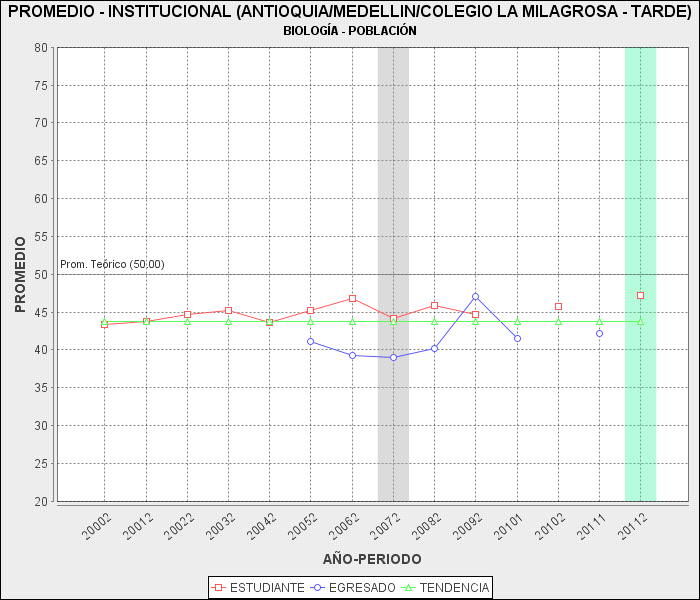 PROMEDIO - INSTITUCIONAL (ANTIOQUIA/MEDELLIN/COLEGIO LA MILAGROSA - TARDE)
BIOLOGÍA - POBLACIÓN
PROMEDIO
80
75
70
65
60
55
50
45
40
35
30
25
20
Prom. Teórico (50.00)
20002 20012 20022 20032 20042 20052 20062 20072 20082 20092 20101 20102 20111 20112
AÑO-PERIODO
ESTUDIANTE EGRESADO TENDENCIA